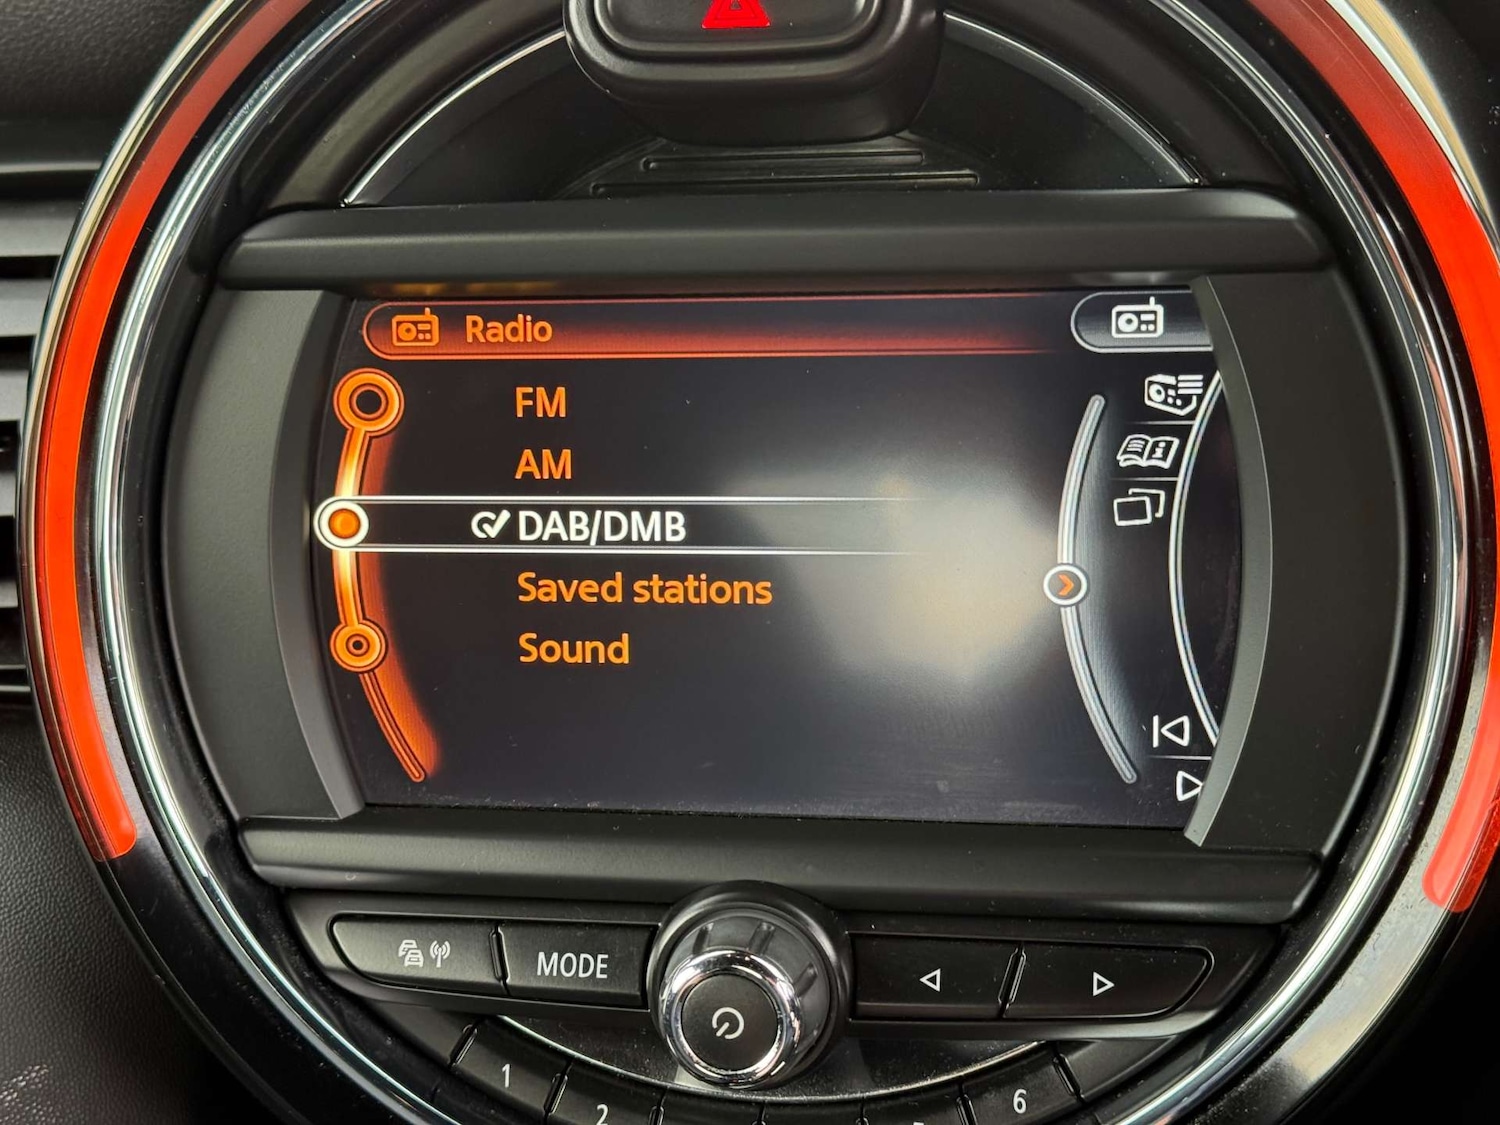 Radio
FM
AM
DAB/DMB
Saved stations
Sound
MODE
1
2
6